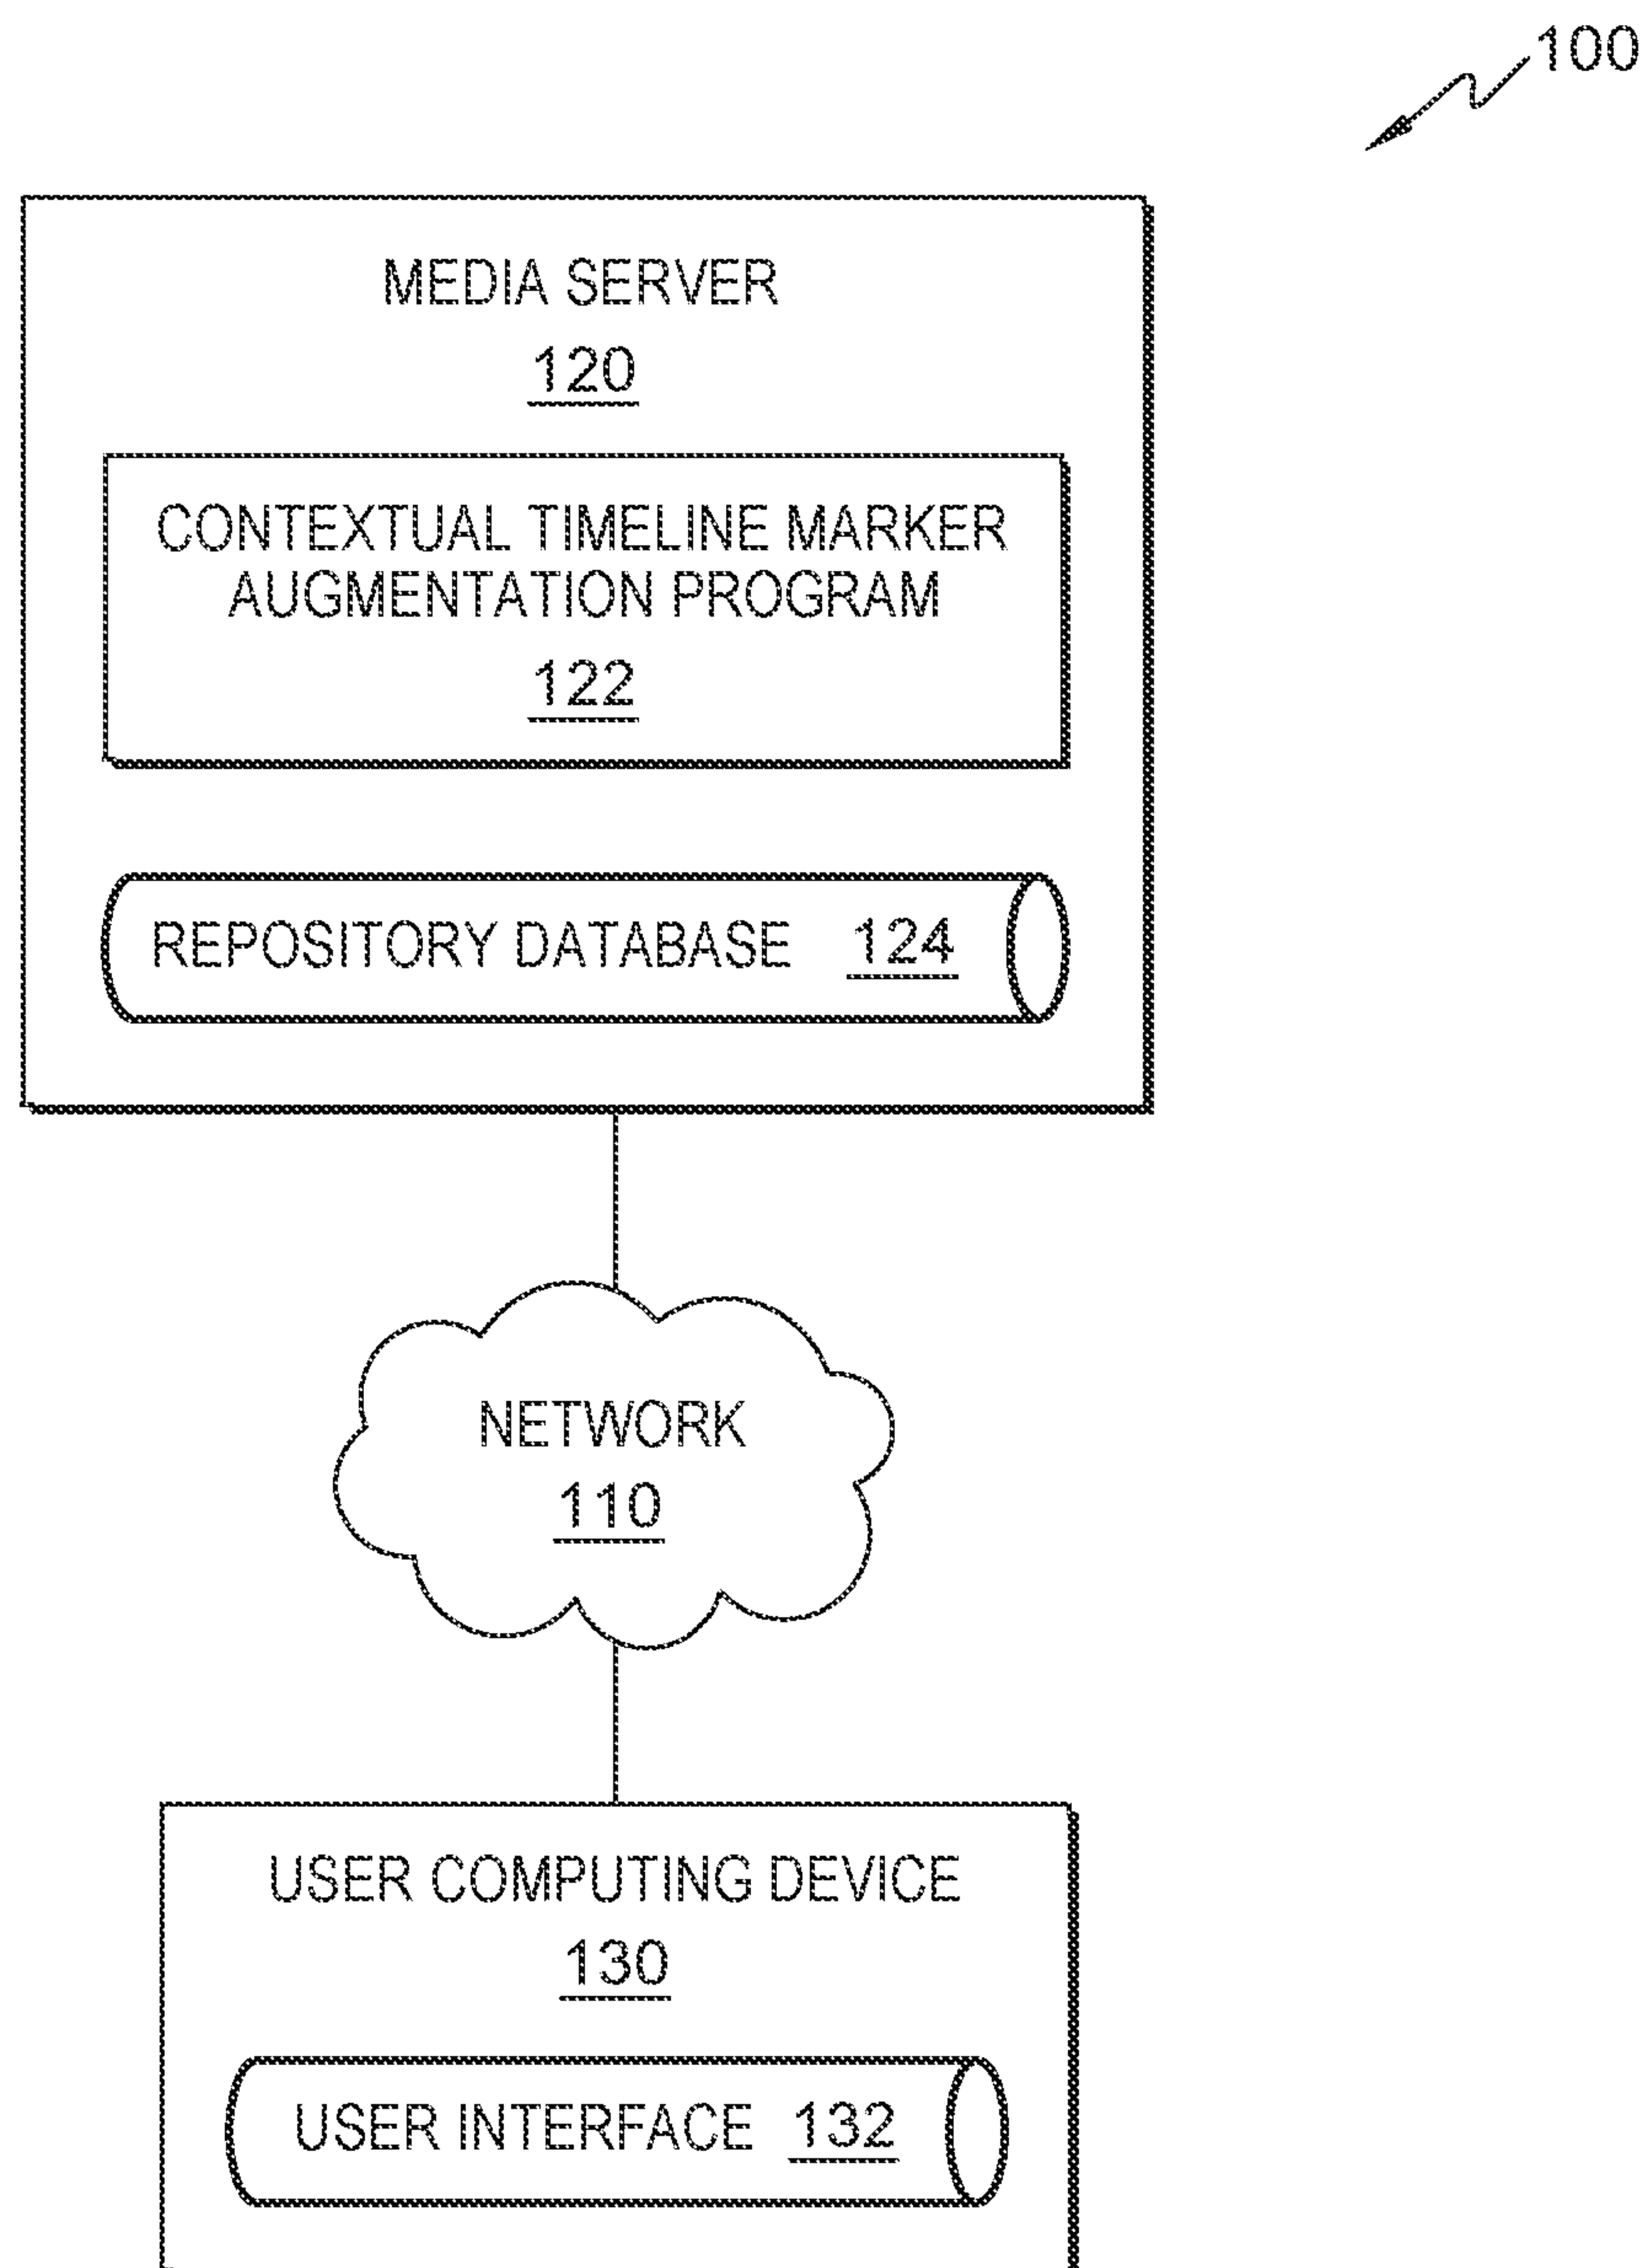 100
MEDIA SERVER
120
CONTEXTUAL TIMELINE MARKER
AUGMENTATION PROGRAM
122
REPOSITORY DATABASE 124
NETWORK
110
USER COMPUTING DEVICE
130
USER INTERFACE 132